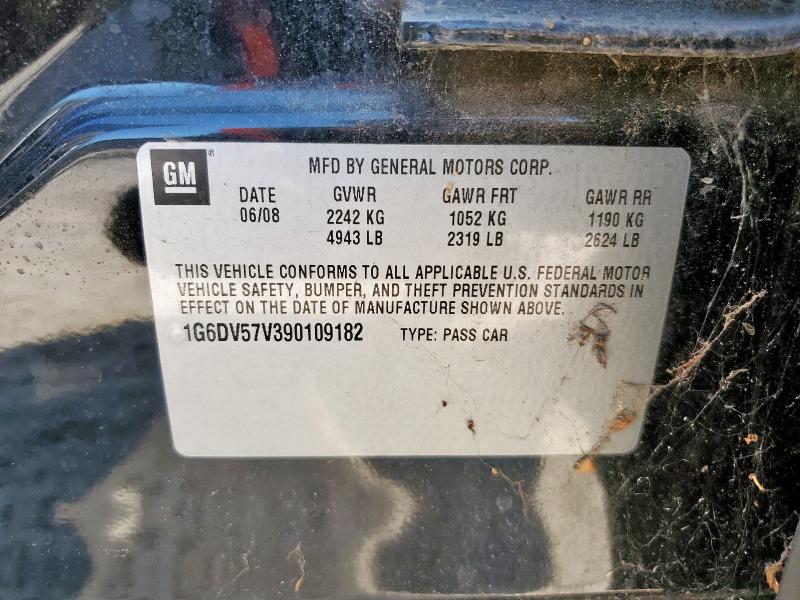 GM® MFD BY GENERAL MOTORS CORP.
DATE GVWR GAWR FRT GAWR RR
06/08 2242 KG 1052 KG 1190 KG
4943 LB 2319 LB 2624 LB
THIS VEHICLE CONFORMS TO ALL APPLICABLE U.S. FEDERAL MOTOR
VEHICLE SAFETY, BUMPER, AND THEFT PREVENTION STANDARDS IN
EFFECT ON THE DATE OF MANUFACTURE SHOWN ABOVE.
1G6DV57V390109182 TYPE: PASS CAR